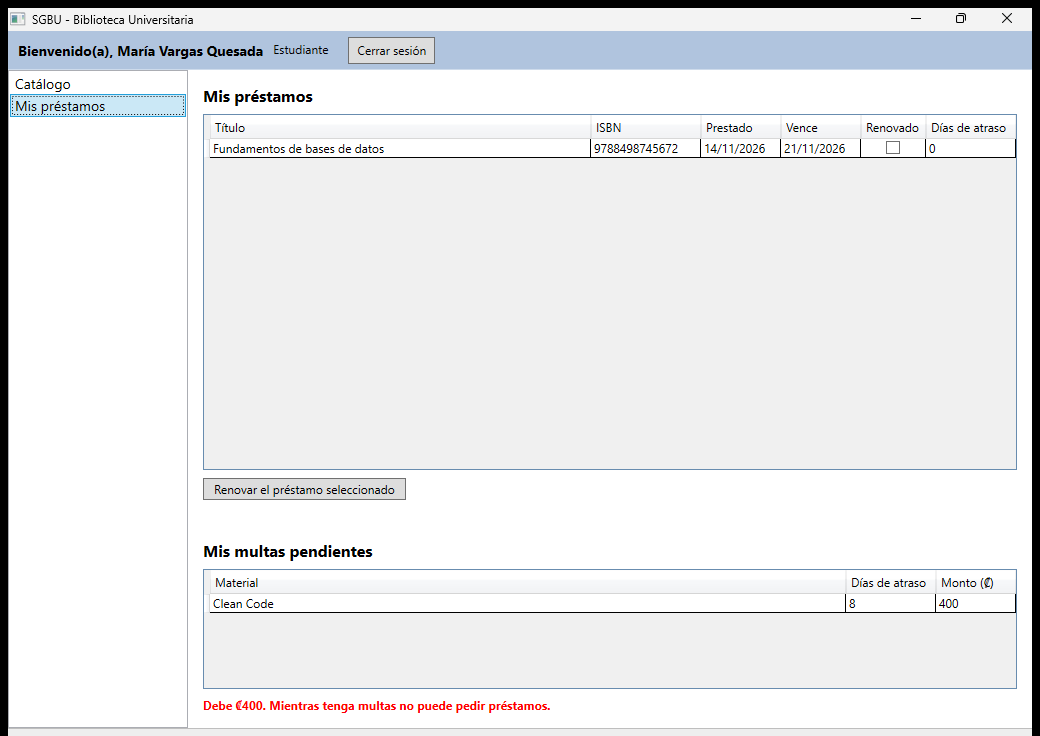 SGBU - Biblioteca Universitaria
Bienvenido(a), María Vargas Quesada Estudiante Cerrar sesión
Catálogo
Mis préstamos
Mis préstamos
Título ISBN Prestado Vence Renovado Días de atraso
Fundamentos de bases de datos 9788498745672 14/11/2026 21/11/2026 0
Renovar el préstamo seleccionado
Mis multas pendientes
Material Días de atraso Monto (₡)
Clean Code 8 400
Debe ₡400. Mientras tenga multas no puede pedir préstamos.